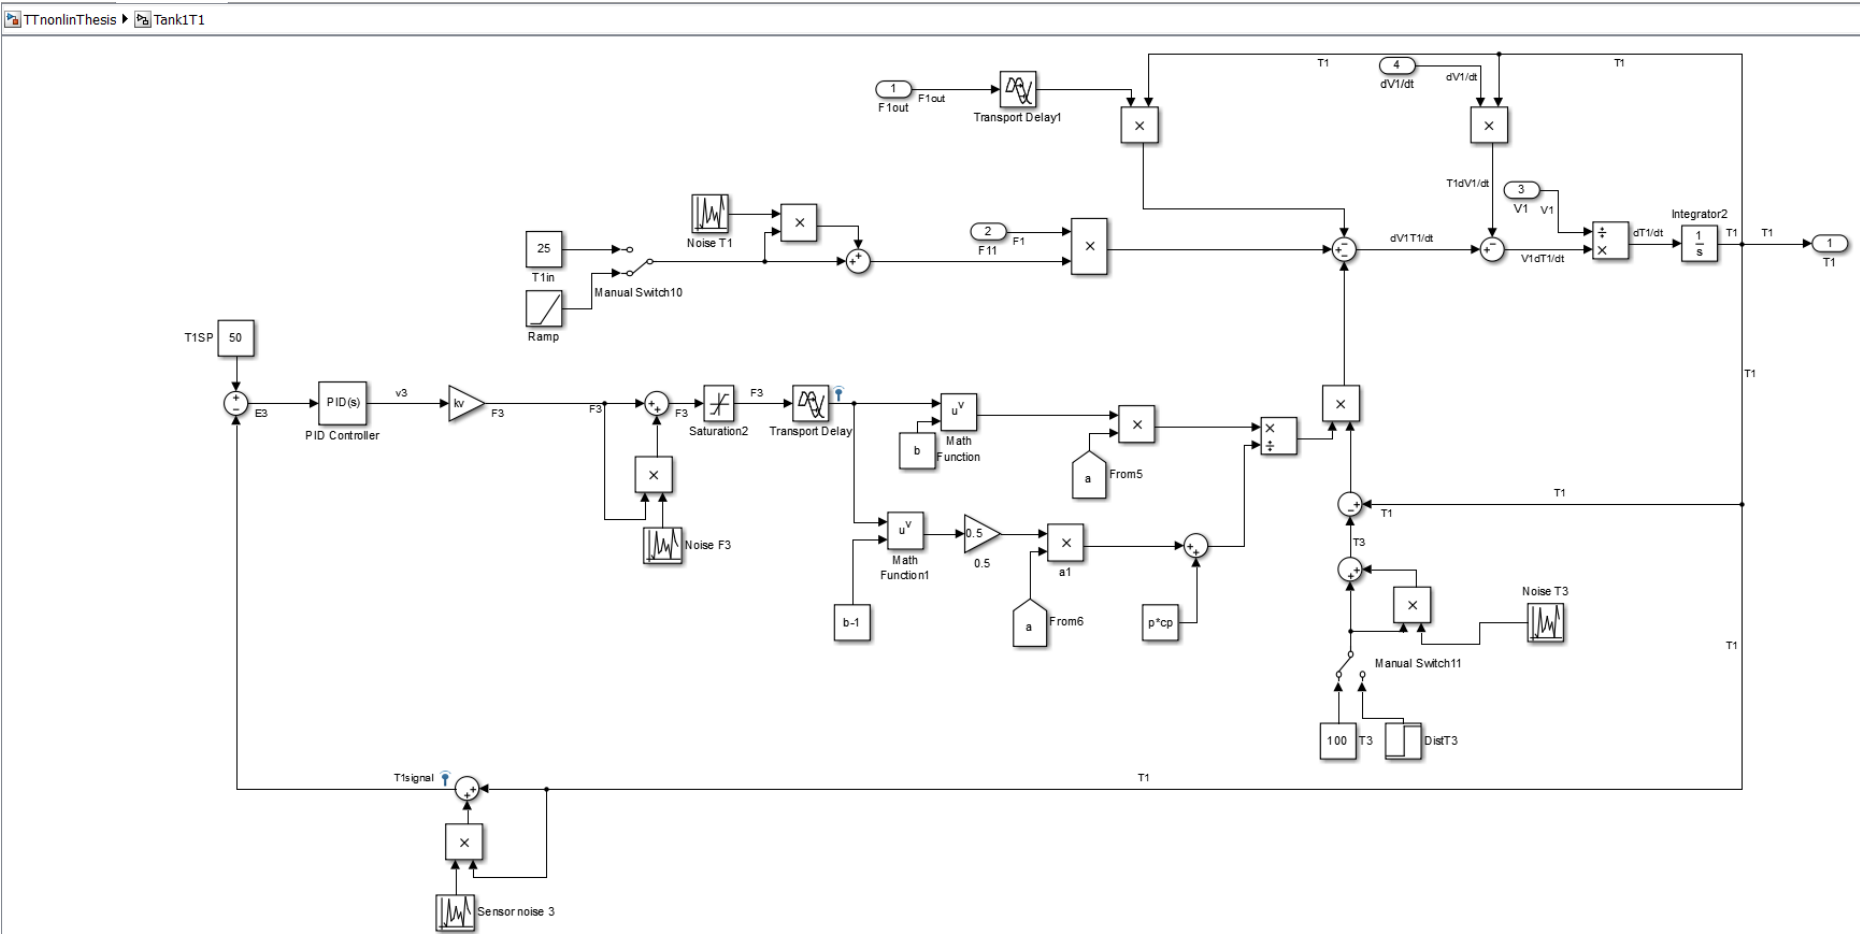 TTnonlinThesis Tank1T1
T1
4
dV1/dt
dV1/dt
T1
1
F1out
F1out
Transport Delay1
×
×
T1dV1/dt
3
V1
V1
Noise T1
×
2
F11
F1
×
25
T1in
Manual Switch10
Ramp
+
+
+
−
−
dV1T1/dt
+
−
V1dT1/dt
÷
×
dT1/dt
Integrator2
1
s
T1
T1
1
T1
T1SP
50
+
−
E3
PID(s)
PID Controller
v3
kv
F3
F3
+
+
F3
Saturation2
F3
Transport Delay
×
Noise F3
u^v
Math
Function
b
×
a
From5
×
÷
×
T1
u^v
Math
Function1
0.5
0.5
×
a1
+
+
b-1
a
From6
p*cp
+
−
T1
T1
T3
+
+
×
Noise T3
Manual Switch11
T1
100
T3
DistT3
T1signal
+
+
T1
×
Sensor noise 3